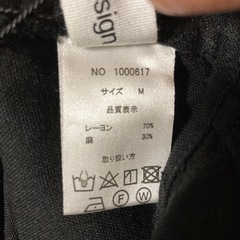 sign
NO 1000617
サイズ M
品質表示
レーヨン 70%
麻 30%
取り扱い方
F W